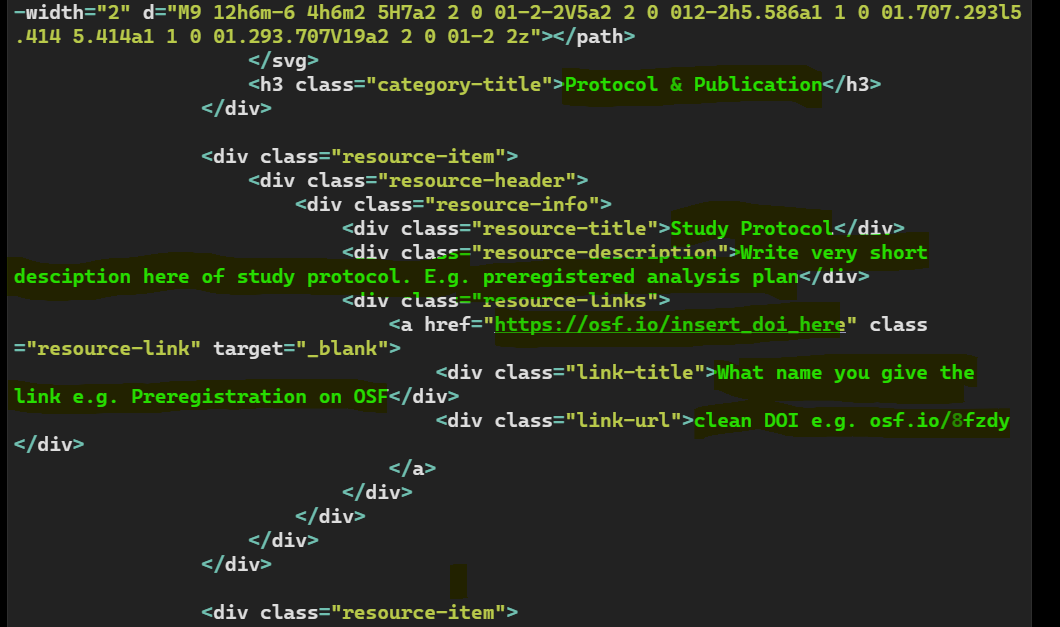 -width="2" d="M9 12h6m-6 4h6m2 5H7a2 2 0 01-2-2V5a2 2 0 012-2h5.586a1 1 0 01.707.293l5
.414 5.414a1 1 0 01.293.707V19a2 2 0 01-2 2z"></path>
</svg>
<h3 class="category-title">Protocol & Publication</h3>
</div>
<div class="resource-item">
<div class="resource-header">
<div class="resource-info">
<div class="resource-title">Study Protocol</div>
<div class="resource-description">Write very short
desciption here of study protocol. E.g. preregistered analysis plan</div>
<div class="resource-links">
<a href="https://osf.io/insert_doi_here" class
="resource-link" target="_blank">
<div class="link-title">What name you give the
link e.g. Preregistration on OSF</div>
<div class="link-url">clean DOI e.g. osf.io/8fzdy
</div>
</a>
</div>
</div>
</div>
</div>
<div class="resource-item">